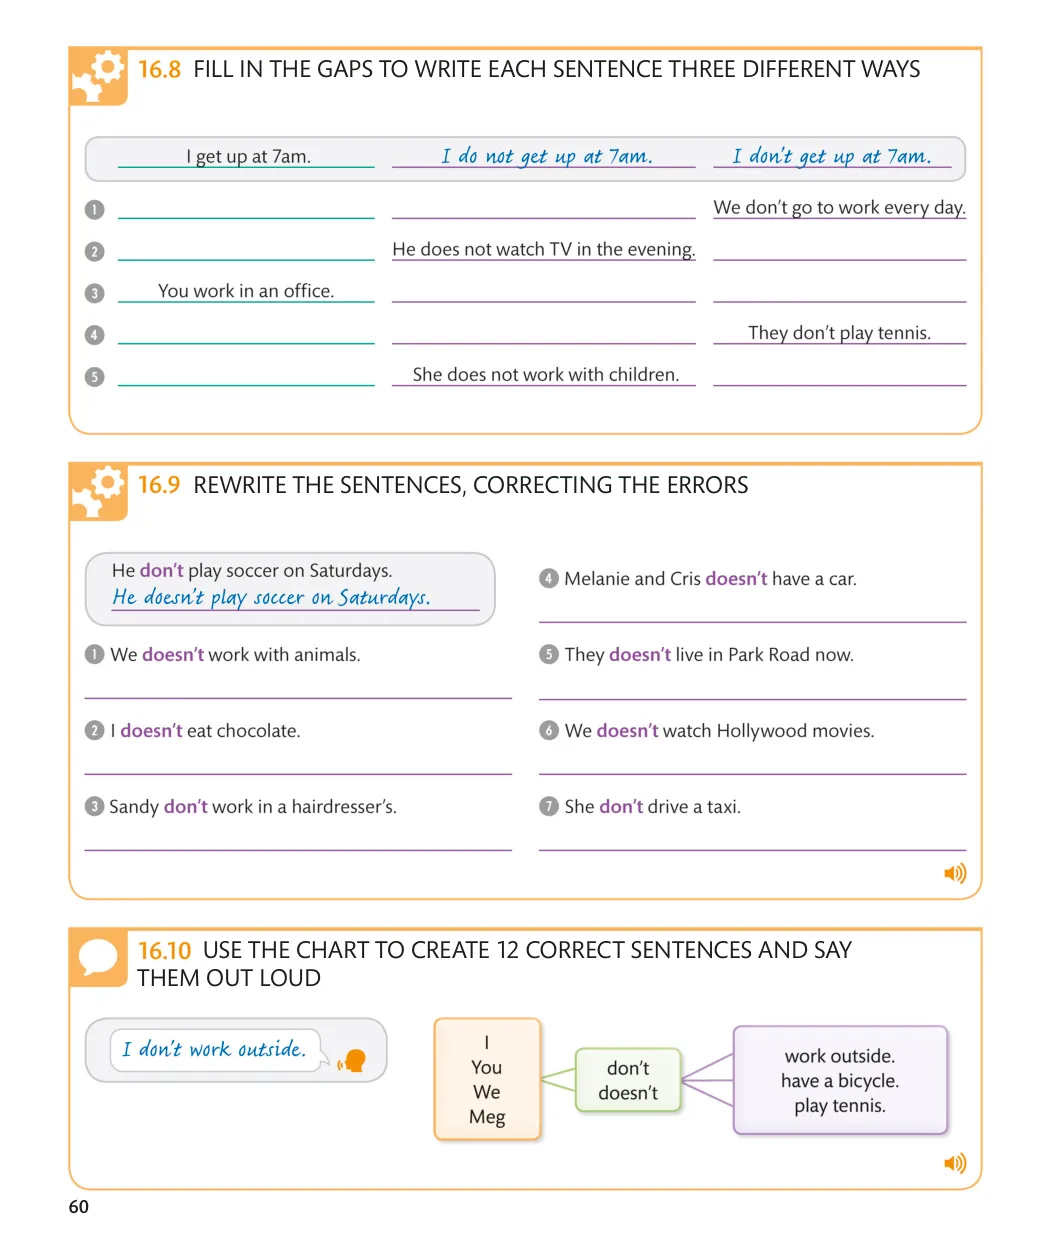 16.8 FILL IN THE GAPS TO WRITE EACH SENTENCE THREE DIFFERENT WAYS
I get up at 7am. I do not get up at 7am. I don't get up at 7am.
1 We don't go to work every day.
2 He does not watch TV in the evening.
3 You work in an office.
4 They don't play tennis.
5 She does not work with children.
16.9 REWRITE THE SENTENCES, CORRECTING THE ERRORS
He don't play soccer on Saturdays.
He doesn't play soccer on Saturdays.
1 We doesn't work with animals.
2 I doesn't eat chocolate.
3 Sandy don't work in a hairdresser's.
4 Melanie and Cris doesn't have a car.
5 They doesn't live in Park Road now.
6 We doesn't watch Hollywood movies.
7 She don't drive a taxi.
16.10 USE THE CHART TO CREATE 12 CORRECT SENTENCES AND SAY
THEM OUT LOUD
I don't work outside.
I
You
We
Meg
don't
doesn't
work outside.
have a bicycle.
play tennis.
60